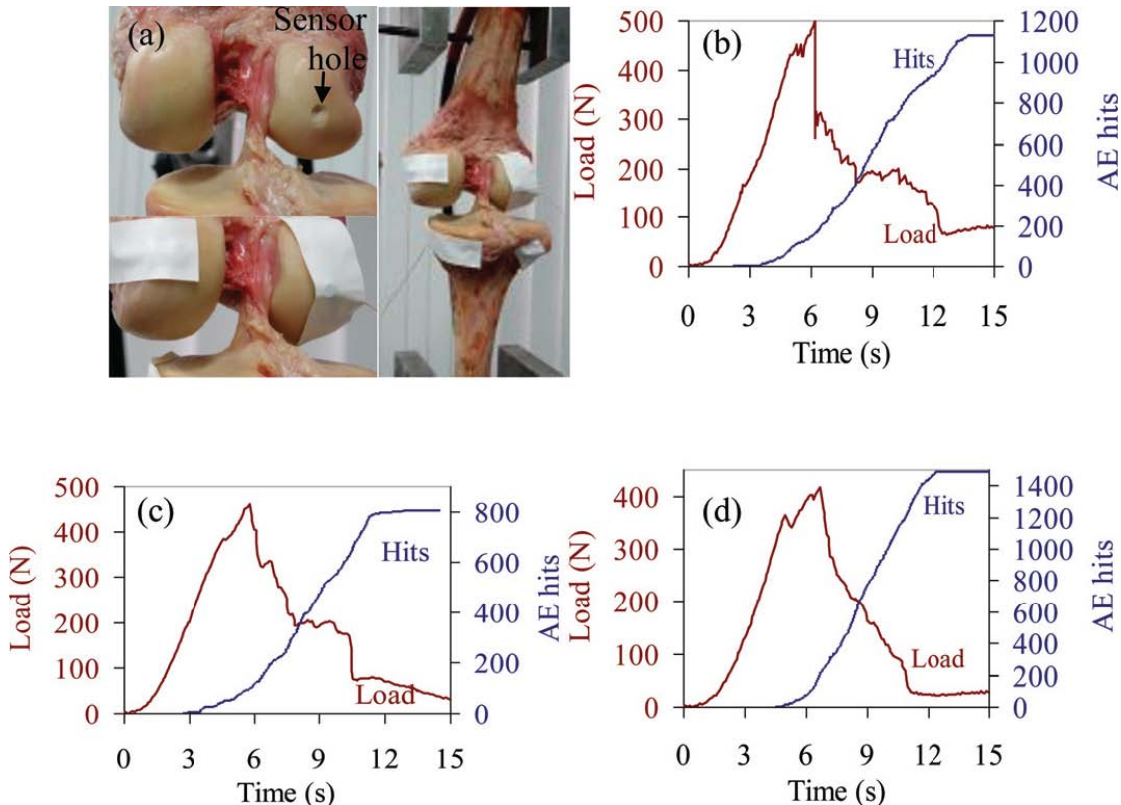 (a)
Sensor
hole
(b)
500
400
300
200
100
0
Load (N)
1200
1000
800
600
400
200
0
AE hits
Hits
Load
0 3 6 9 12 15
Time (s)
(c)
500
400
300
200
100
0
Load (N)
800
600
400
200
0
AE hits
Hits
Load
0 3 6 9 12 15
Time (s)
(d)
400
300
200
100
0
Load (N)
1400
1200
1000
800
600
400
200
0
AE hits
Hits
Load
0 3 6 9 12 15
Time (s)